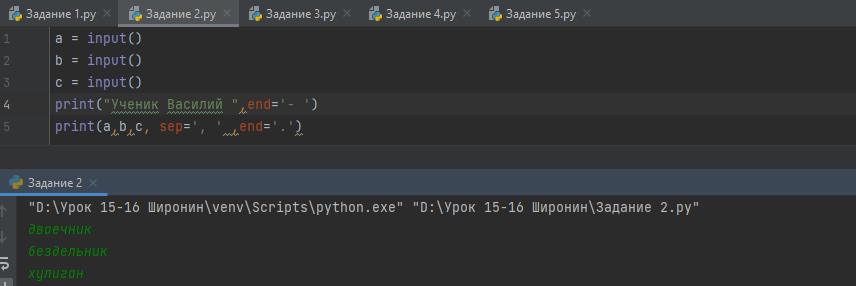 Задание 1.py Задание 2.py Задание 3.py Задание 4.py Задание 5.py
1 a = input()
2 b = input()
3 c = input()
4 print("Ученик Василий ",end='- ')
5 print(a,b,c, sep=', ' ,end='.')
Задание 2
"D:\Урок 15-16 Широнин\venv\Scripts\python.exe" "D:\Урок 15-16 Широнин\Задание 2.py"
двоечник
бездельник
хулиган